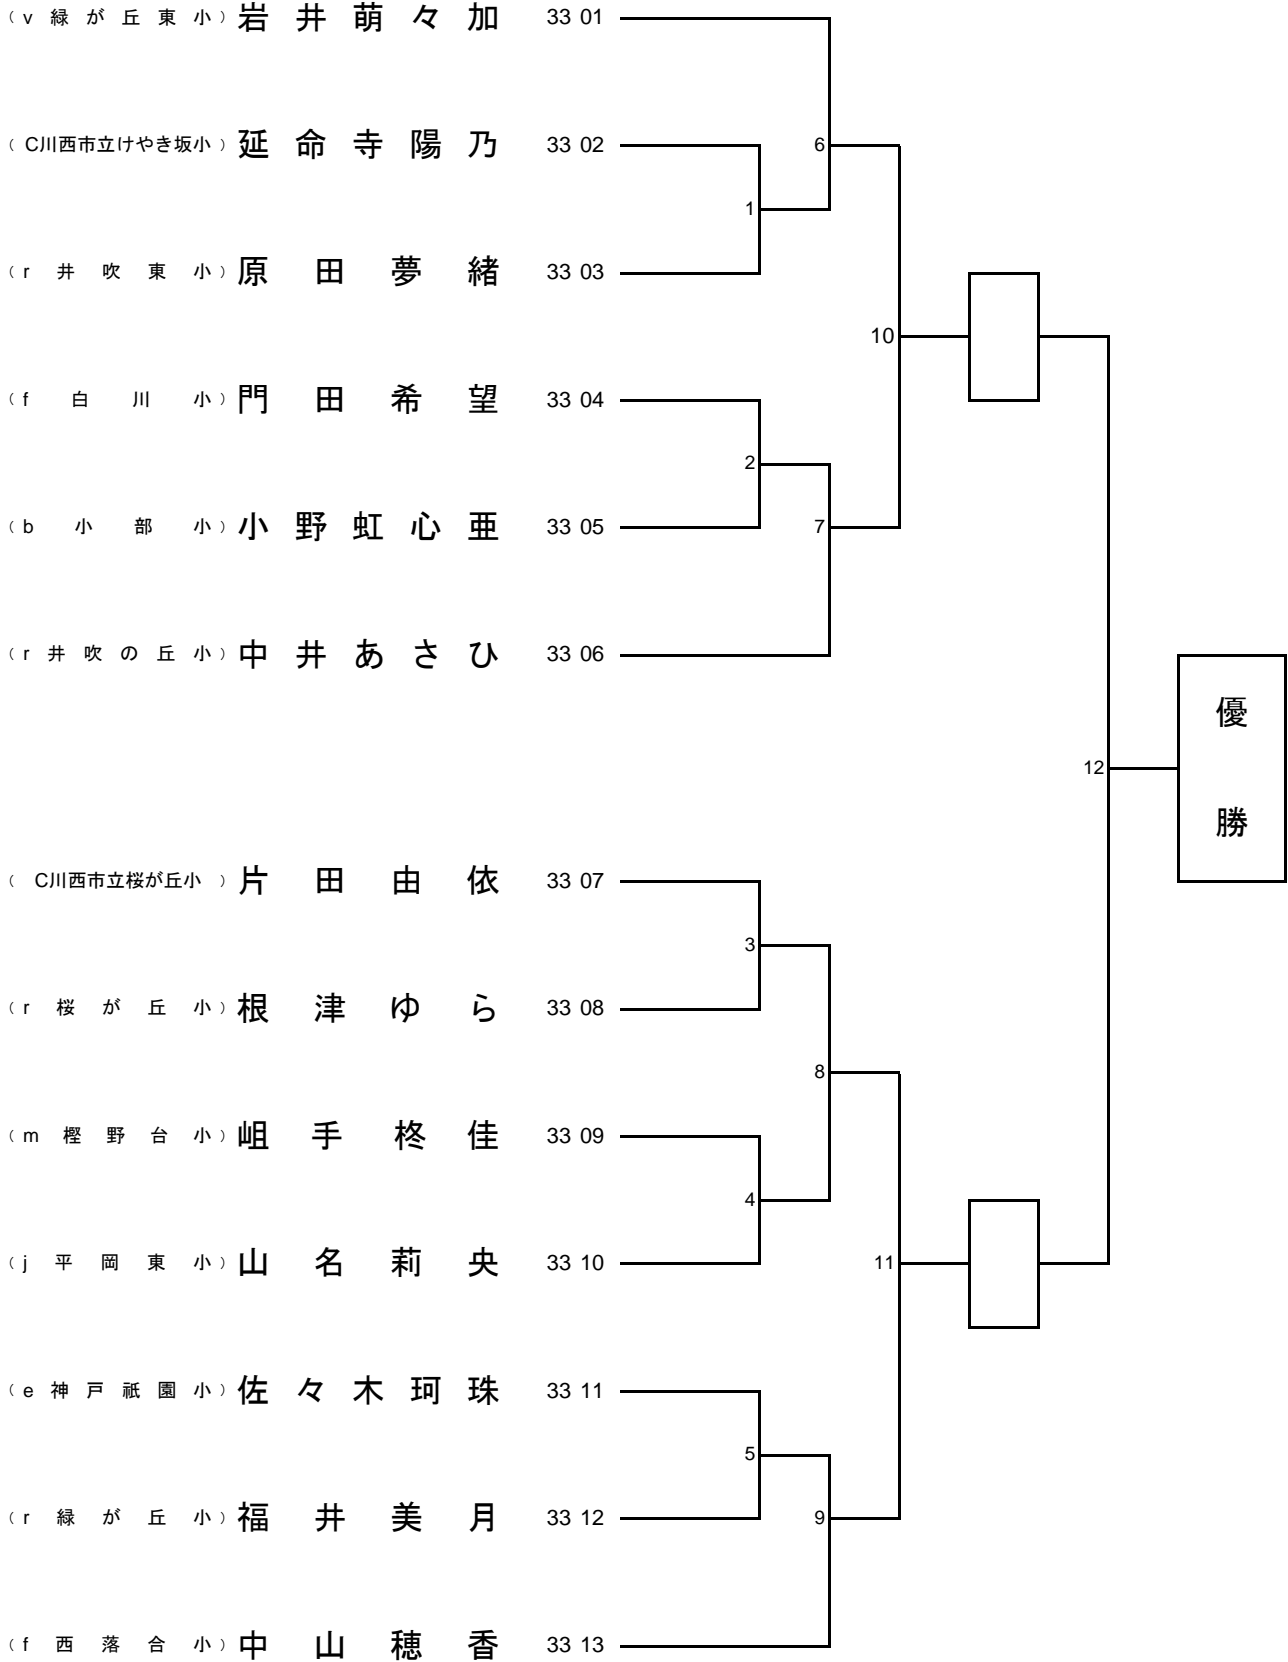 （v 緑が丘東小）岩井萌々加 33 01
（C川西市立けやき坂小）延命寺陽乃 33 02
6
1
（r 井吹東小）原田夢緒 33 03
10
（f 白川小）門田希望 33 04
2
（b 小部小）小野虹心亜 33 05
7
（r 井吹の丘小）中井あさひ 33 06
優
12
勝
（C川西市立桜が丘小）片田由依 33 07
3
（r 桜が丘小）根津ゆら 33 08
8
（m 樫野台小）岨手柊佳 33 09
4
（j 平岡東小）山名莉央 33 10
11
（e 神戸祇園小）佐々木珂珠 33 11
5
（r 緑が丘小）福井美月 33 12
9
（f 西落合小）中山穂香 33 13